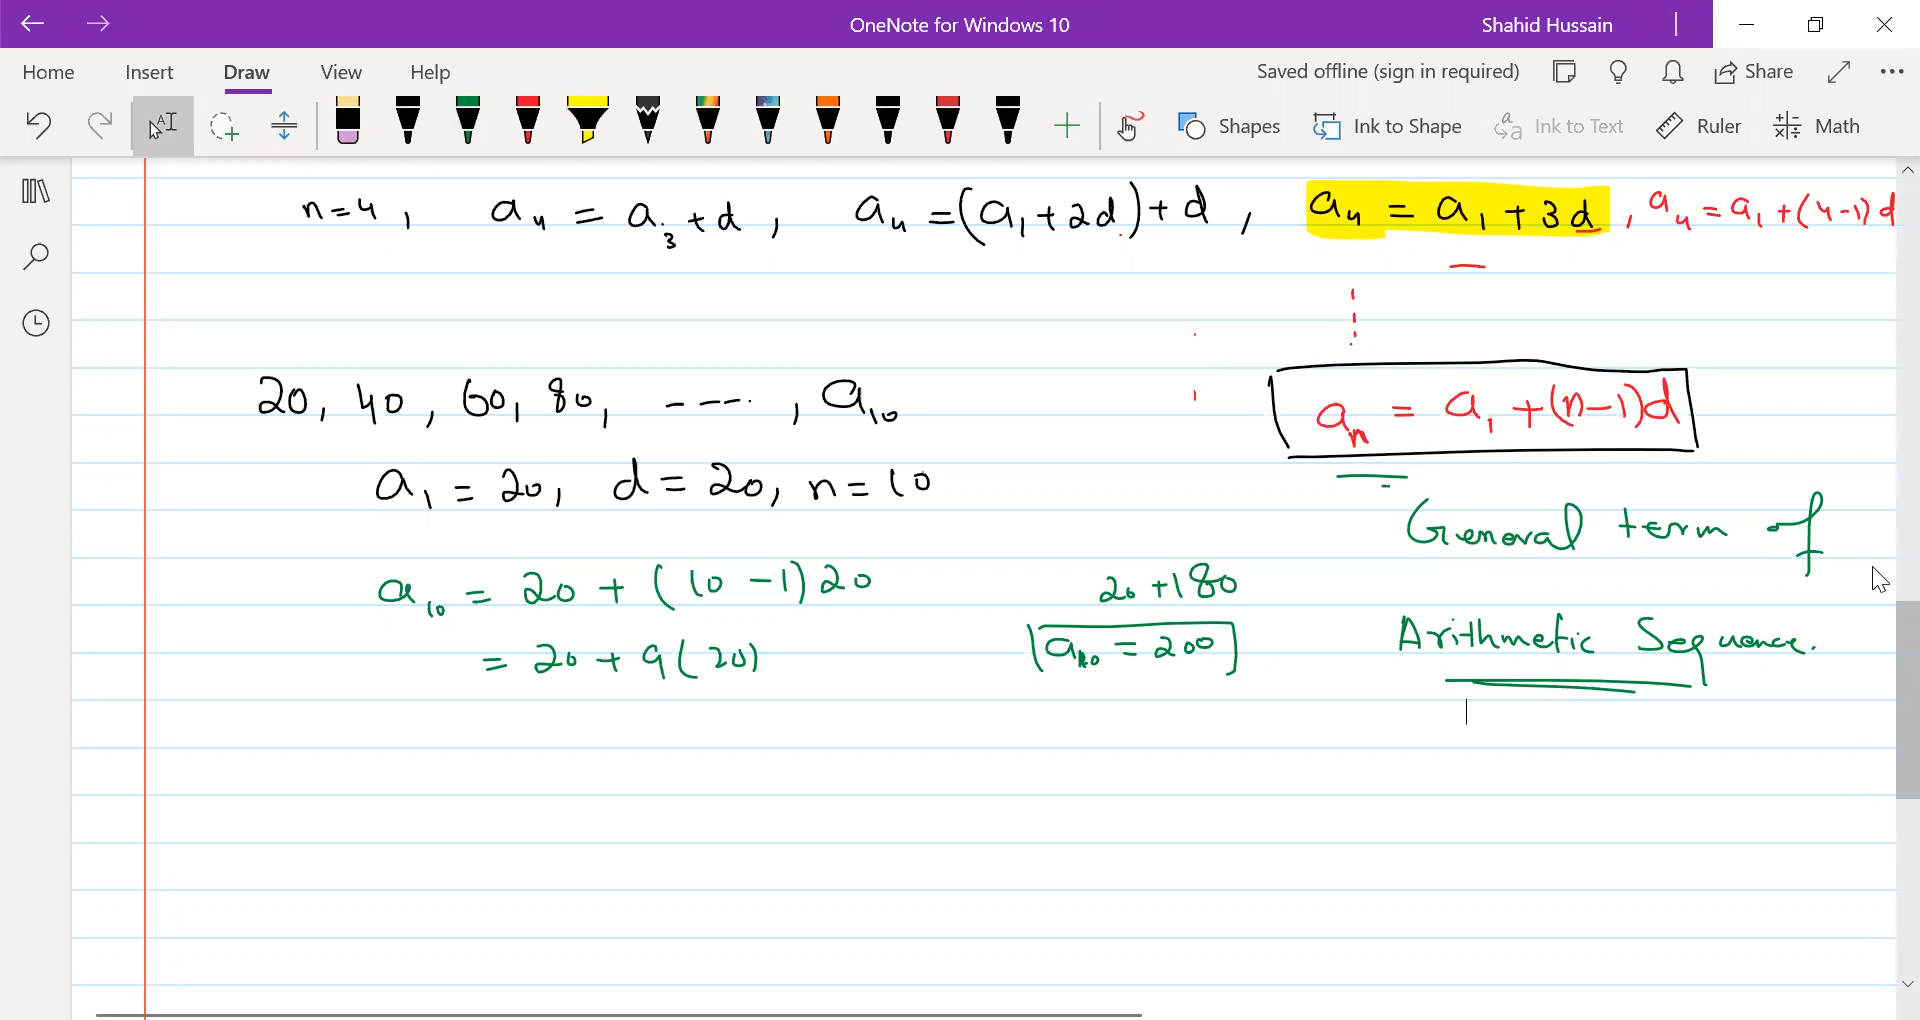 OneNote for Windows 10
Shahid Hussain
Home Insert Draw View Help
Saved offline (sign in required) Share
Shapes Ink to Shape Ink to Text Ruler Math
n=4, a₄ = a₃ + d, a₄ = (a₁ + 2d) + d, a₄ = a₁ + 3d, a₄ = a₁ + (4-1)d
20, 40, 60, 80, ----, a₁₀
aₙ = a₁ + (n-1)d
a₁ = 20, d = 20, n = 10
General term of
a₁₀ = 20 + (10 - 1) 20
20 + 180
Arithmetic Sequence.
= 20 + 9(20)
a₁₀ = 200